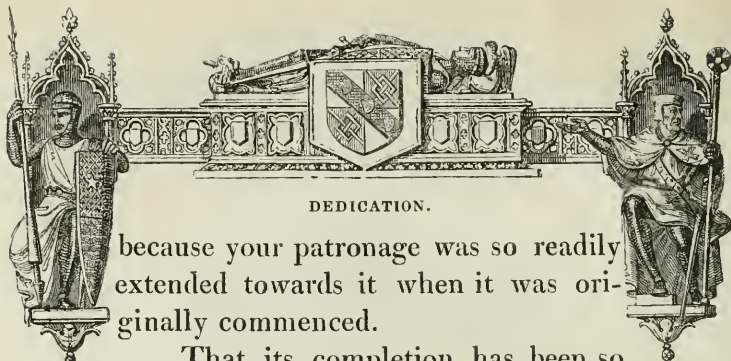 DEDICATION.
because your patronage was so readily
extended towards it when it was ori-
ginally commenced.
That its completion has been so